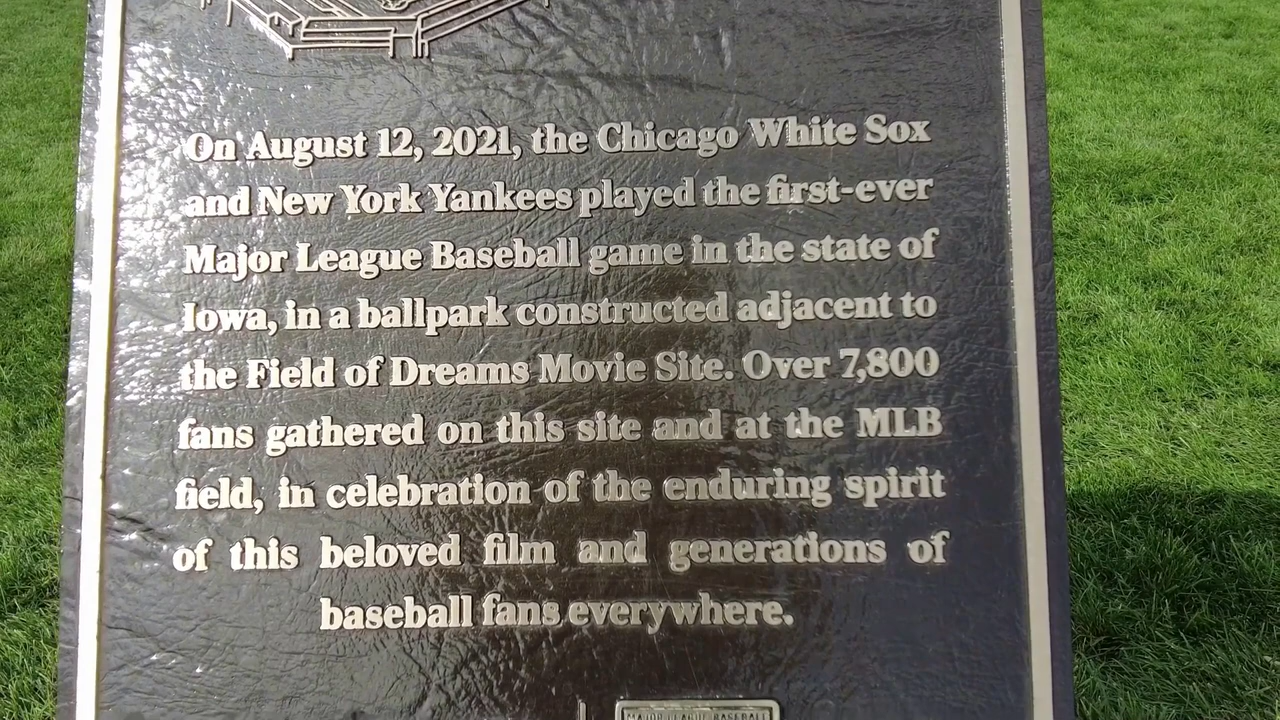 On August 12, 2021, the Chicago White Sox
and New York Yankees played the first-ever
Major League Baseball game in the state of
Iowa, in a ballpark constructed adjacent to
the Field of Dreams Movie Site. Over 7,800
fans gathered on this site and at the MLB
field, in celebration of the enduring spirit
of this beloved film and generations of
baseball fans everywhere.
MAJOR LEAGUE BASEBALL